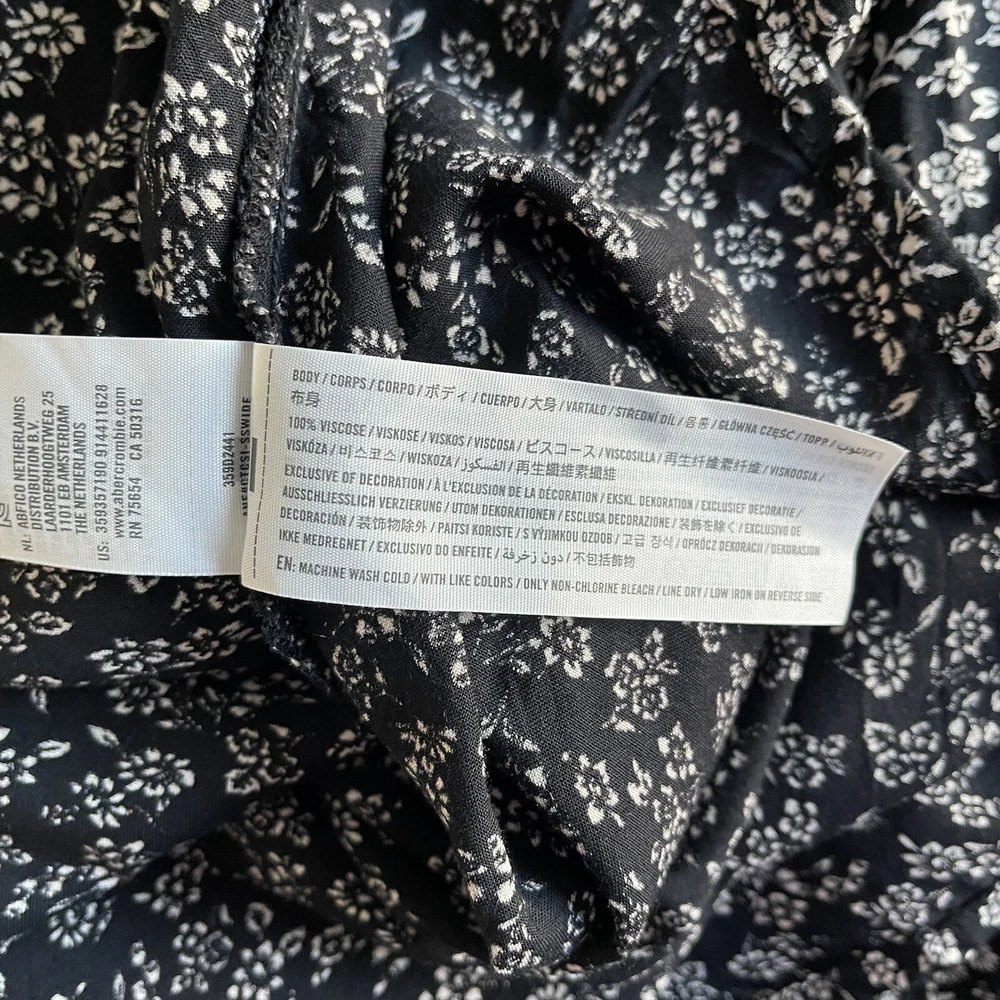 NL: ABFICO NETHERLANDS
DISTRIBUTION B.V.
LAARDERHOOGTWEG 25
1101 EB AMSTERDAM
THE NETHERLANDS
US: 359357190 914411628
www.abercrombie.com
RN 75654 CA 50316
359D2441
BODY / CORPS / CORPO / ボディ / CUERPO / 大身 / VARTALO / STŘEDNÍ DÍL / 몸통 / GŁÓWNA CZĘŚĆ / TOPP /
布身
100% VISCOSE / VISKOSE / VISKOS / VISCOSA / ビスコース / VISCOSILLA / 再生纤维素纤维 / VISKOOSIA /
VISKÓZA / 비스코스 / WISKOZA / الفسكوز / 再生纖維素纖維
EXCLUSIVE OF DECORATION / À L'EXCLUSION DE LA DÉCORATION / EKSKL. DEKORATION / EXCLUSIEF DECORATIE /
AUSSCHLIESSLICH VERZIERUNG / UTOM DEKORATIONEN / ESCLUSA DECORAZIONE / 装飾を除く / EXCLUSIVO DE
DECORACIÓN / 装饰物除外 / PAITSI KORISTE / S VÝJIMKOU OZDOB / 고급 장식 / OPRÓCZ DEKORACJI / DEKORASJON
IKKE MEDREGNET / EXCLUSIVO DO ENFEITE / دون زخرفة / 不包括飾物
EN: MACHINE WASH COLD / WITH LIKE COLORS / ONLY NON-CHLORINE BLEACH / LINE DRY / LOW IRON ON REVERSE SIDE